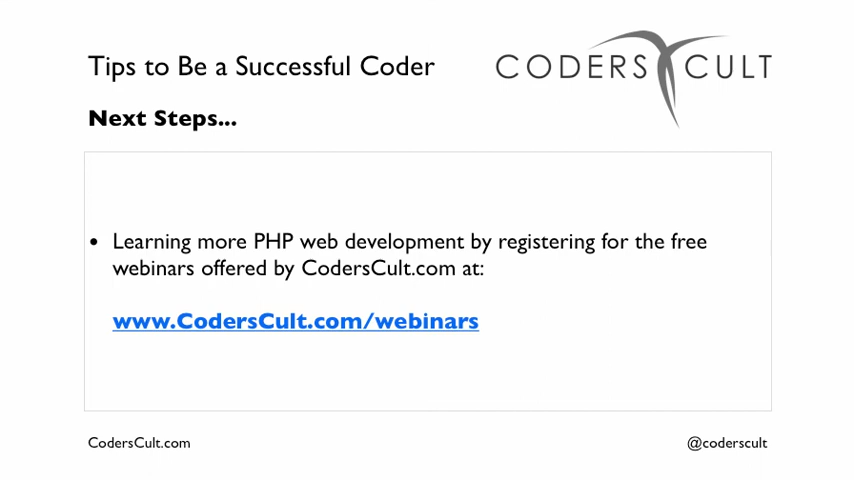 Tips to Be a Successful Coder
CODERS CULT
Next Steps...
• Learning more PHP web development by registering for the free
webinars offered by CodersCult.com at:
www.CodersCult.com/webinars
CodersCult.com
@coderscult